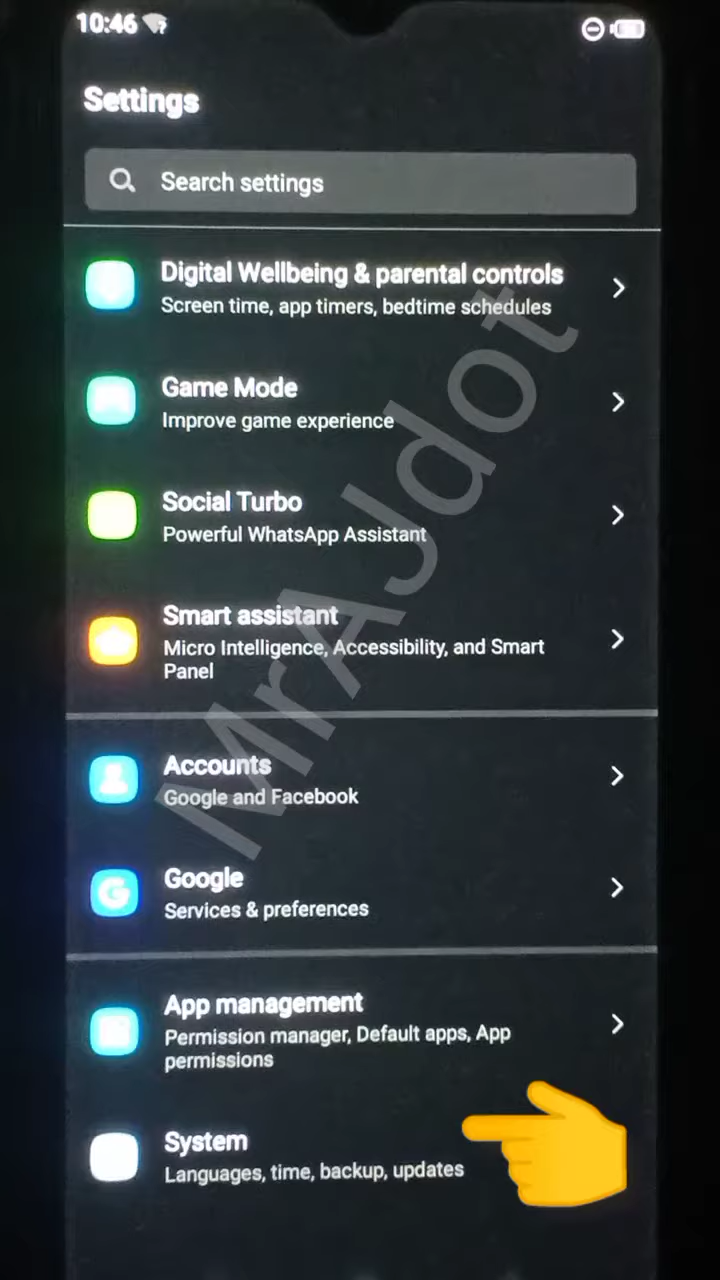 10:46
Settings
Search settings
Digital Wellbeing & parental controls
Screen time, app timers, bedtime schedules
Game Mode
Improve game experience
Social Turbo
Powerful WhatsApp Assistant
Smart assistant
Micro Intelligence, Accessibility, and Smart
Panel
Accounts
Google and Facebook
Google
Services & preferences
App management
Permission manager, Default apps, App
permissions
System
Languages, time, backup, updates
MrAJdot